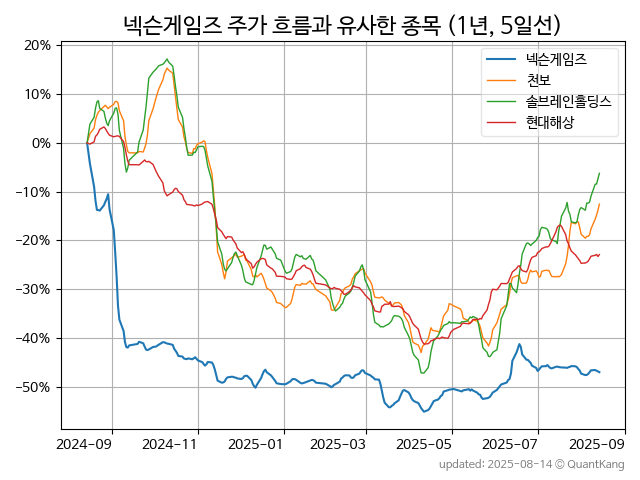 넥슨게임즈 주가 흐름과 유사한 종목 (1년, 5일선)
20%
10%
0%
−10%
−20%
−30%
−40%
−50%
넥슨게임즈
천보
솔브레인홀딩스
현대해상
2024-09
2024-11
2025-01
2025-03
2025-05
2025-07
2025-09
updated: 2025-08-14 © QuantKang